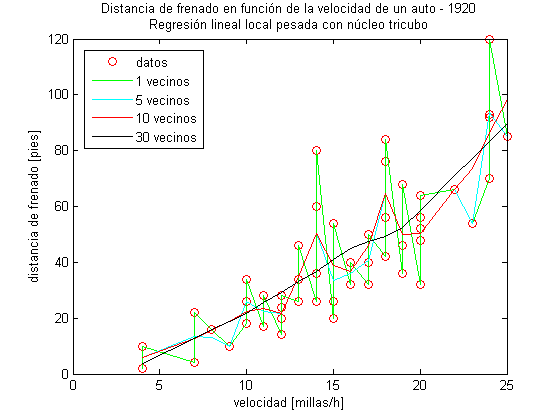 Distancia de frenado en función de la velocidad de un auto - 1920
Regresión lineal local pesada con núcleo tricubo
datos
1 vecinos
5 vecinos
10 vecinos
30 vecinos
distancia de frenado [pies]
120
100
80
60
40
20
0
0 5 10 15 20 25
velocidad [millas/h]